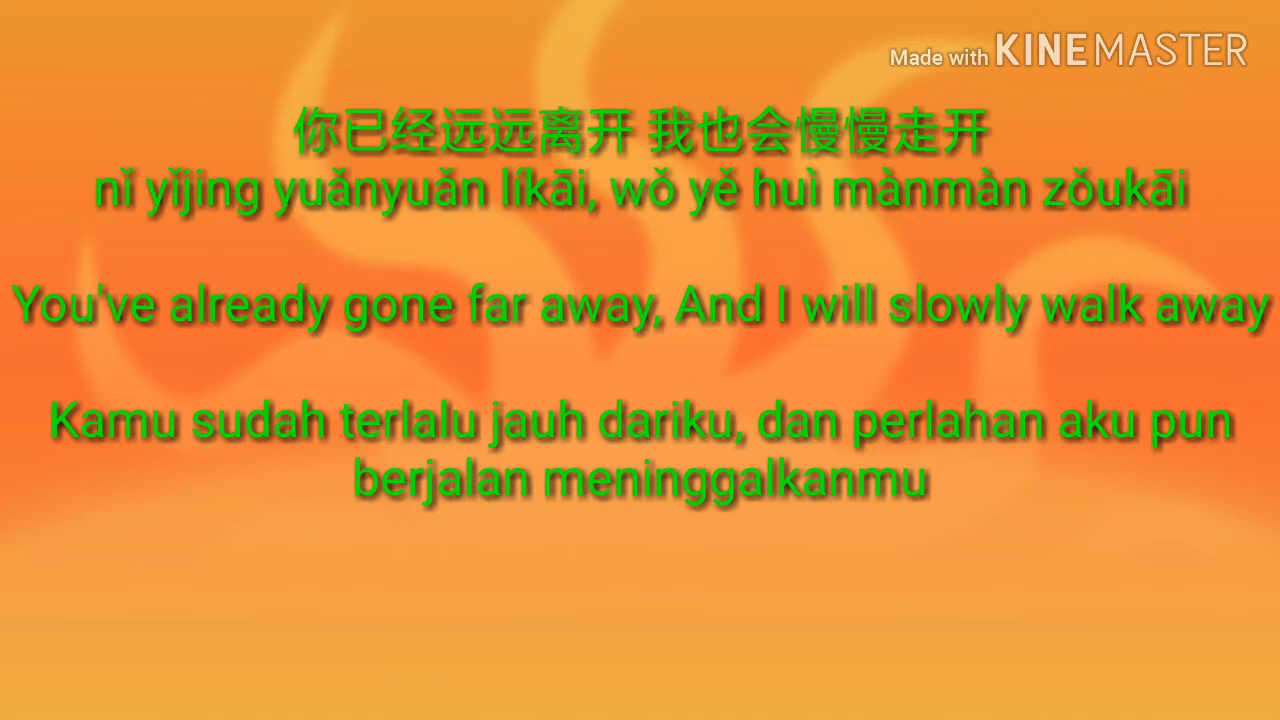 Made with KINEMASTER
你已经远远离开 我也会慢慢走开
nǐ yǐjing yuǎnyuǎn líkāi, wǒ yě huì mànmàn zǒukāi
You've already gone far away, And I will slowly walk away
Kamu sudah terlalu jauh dariku, dan perlahan aku pun
berjalan meninggalkanmu